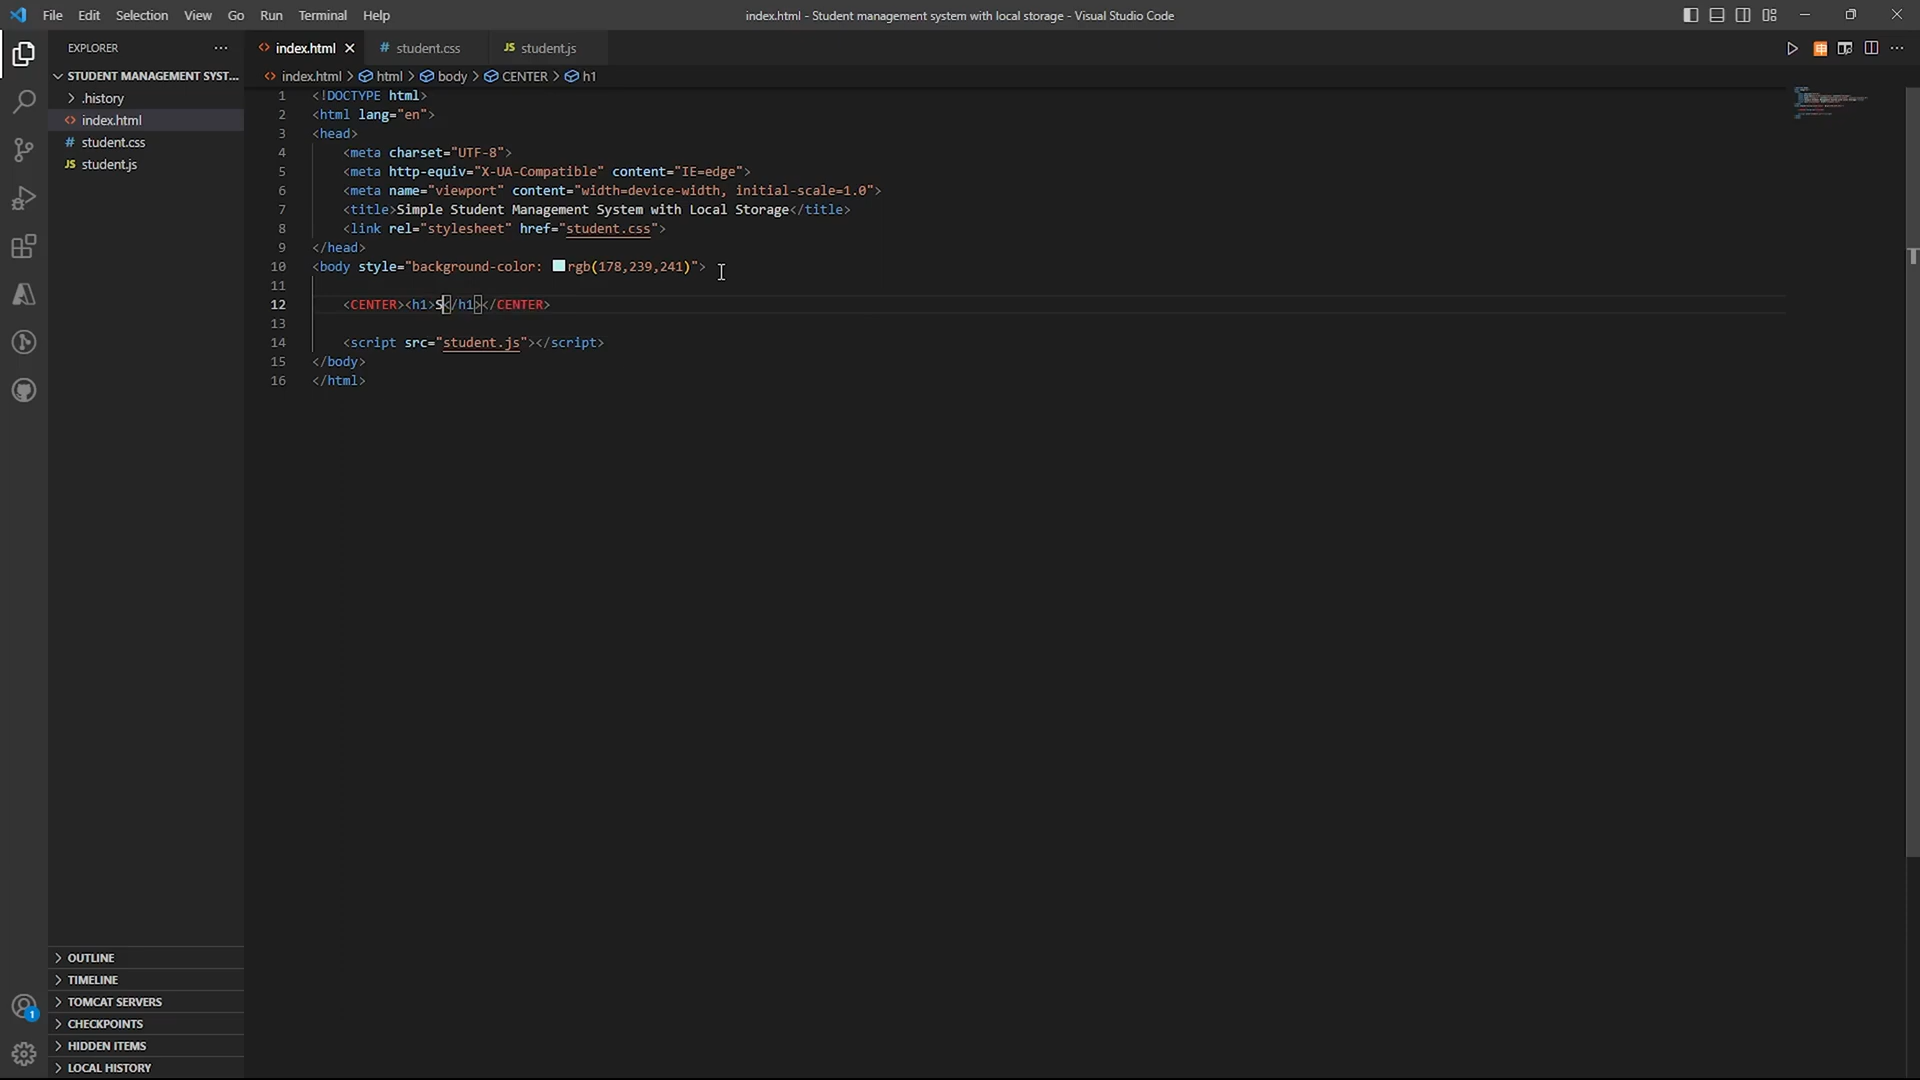 File Edit Selection View Go Run Terminal Help
index.html - Student management system with local storage - Visual Studio Code
EXPLORER
STUDENT MANAGEMENT SYST...
.history
index.html
student.css
student.js
OUTLINE
TIMELINE
TOMCAT SERVERS
CHECKPOINTS
HIDDEN ITEMS
LOCAL HISTORY
1
index.html # student.css JS student.js
index.html > html > body > CENTER > h1
1 <!DOCTYPE html>
2 <html lang="en">
3 <head>
4 <meta charset="UTF-8">
5 <meta http-equiv="X-UA-Compatible" content="IE=edge">
6 <meta name="viewport" content="width=device-width, initial-scale=1.0">
7 <title>Simple Student Management System with Local Storage</title>
8 <link rel="stylesheet" href="student.css">
9 </head>
10 <body style="background-color: rgb(178,239,241)">
11
12 <CENTER><h1>S</h1></CENTER>
13
14 <script src="student.js"></script>
15 </body>
16 </html>